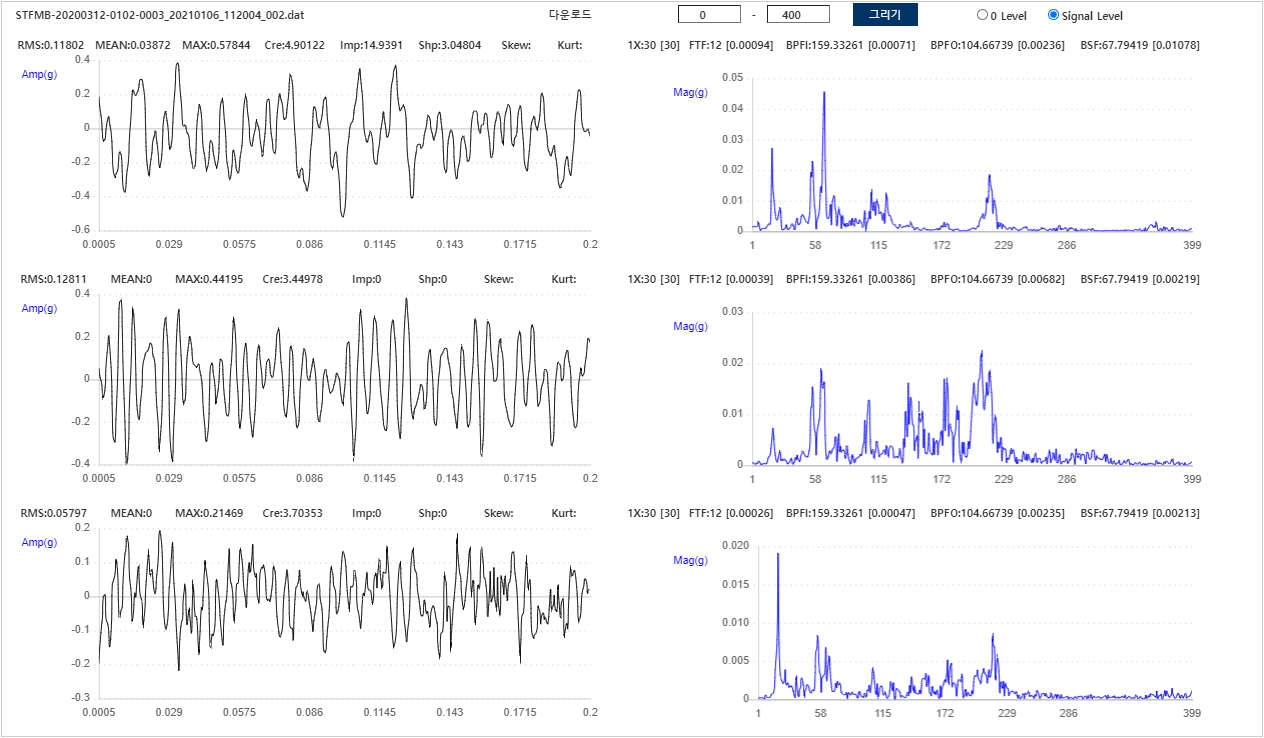 STFMB-20200312-0102-0003_20210106_112004_002.dat 다운로드 0 - 400 그리기 0 Level Signal Level
RMS:0.11802 MEAN:0.03872 MAX:0.57844 Cre:4.90122 Imp:14.9391 Shp:3.04804 Skew: Kurt:
Amp(g)
0.4
0.2
0
-0.2
-0.4
-0.6
0.0005 0.029 0.0575 0.086 0.1145 0.143 0.1715 0.2
1X:30 [30] FTF:12 [0.00094] BPFI:159.33261 [0.00071] BPFO:104.66739 [0.00236] BSF:67.79419 [0.01078]
Mag(g)
0.05
0.04
0.03
0.02
0.01
0
1 58 115 172 229 286 399
RMS:0.12811 MEAN:0 MAX:0.44195 Cre:3.44978 Imp:0 Shp:0 Skew: Kurt:
Amp(g)
0.4
0.2
0
-0.2
-0.4
0.0005 0.029 0.0575 0.086 0.1145 0.143 0.1715 0.2
1X:30 [30] FTF:12 [0.00039] BPFI:159.33261 [0.00386] BPFO:104.66739 [0.00682] BSF:67.79419 [0.00219]
Mag(g)
0.03
0.02
0.01
0
1 58 115 172 229 286 399
RMS:0.05797 MEAN:0 MAX:0.21469 Cre:3.70353 Imp:0 Shp:0 Skew: Kurt:
Amp(g)
0.2
0.1
0
-0.1
-0.2
-0.3
0.0005 0.029 0.0575 0.086 0.1145 0.143 0.1715 0.2
1X:30 [30] FTF:12 [0.00026] BPFI:159.33261 [0.00047] BPFO:104.66739 [0.00235] BSF:67.79419 [0.00213]
Mag(g)
0.020
0.015
0.010
0.005
0
1 58 115 172 229 286 399